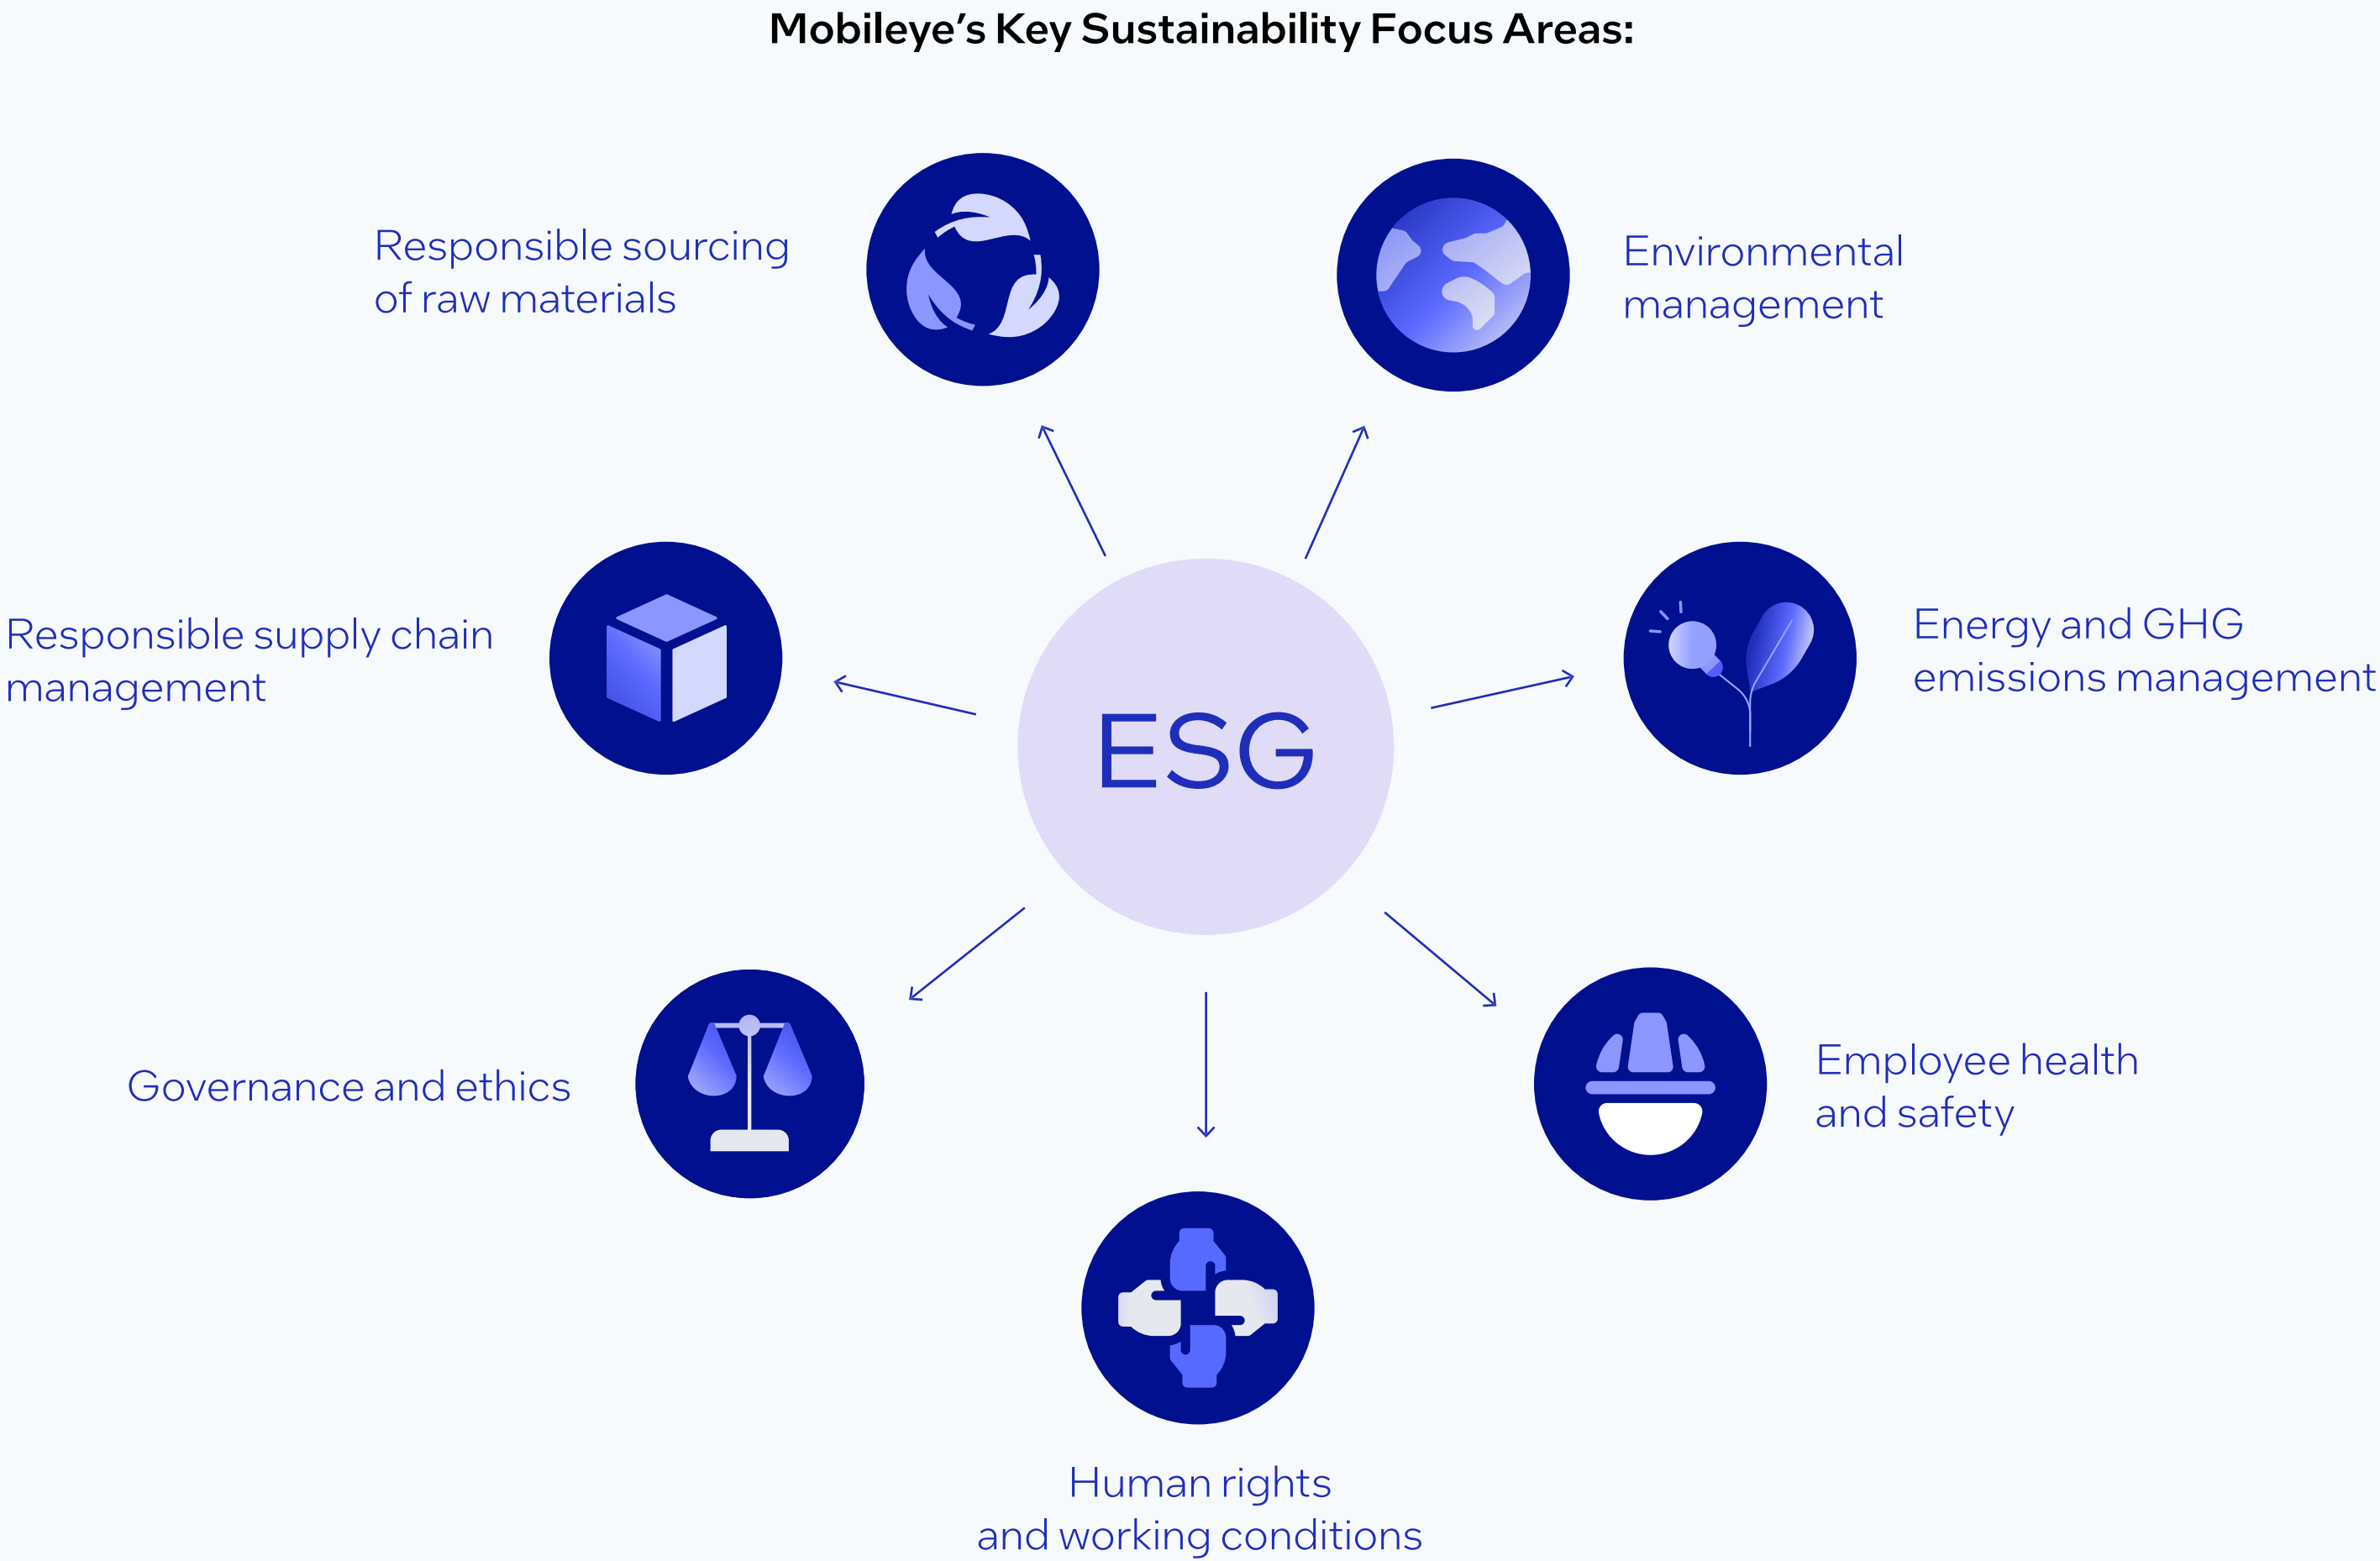 Mobileye’s Key Sustainability Focus Areas:
Responsible sourcing
of raw materials
Environmental
management
Responsible supply chain
management
Energy and GHG
emissions management
ESG
Governance and ethics
Employee health
and safety
Human rights
and working conditions